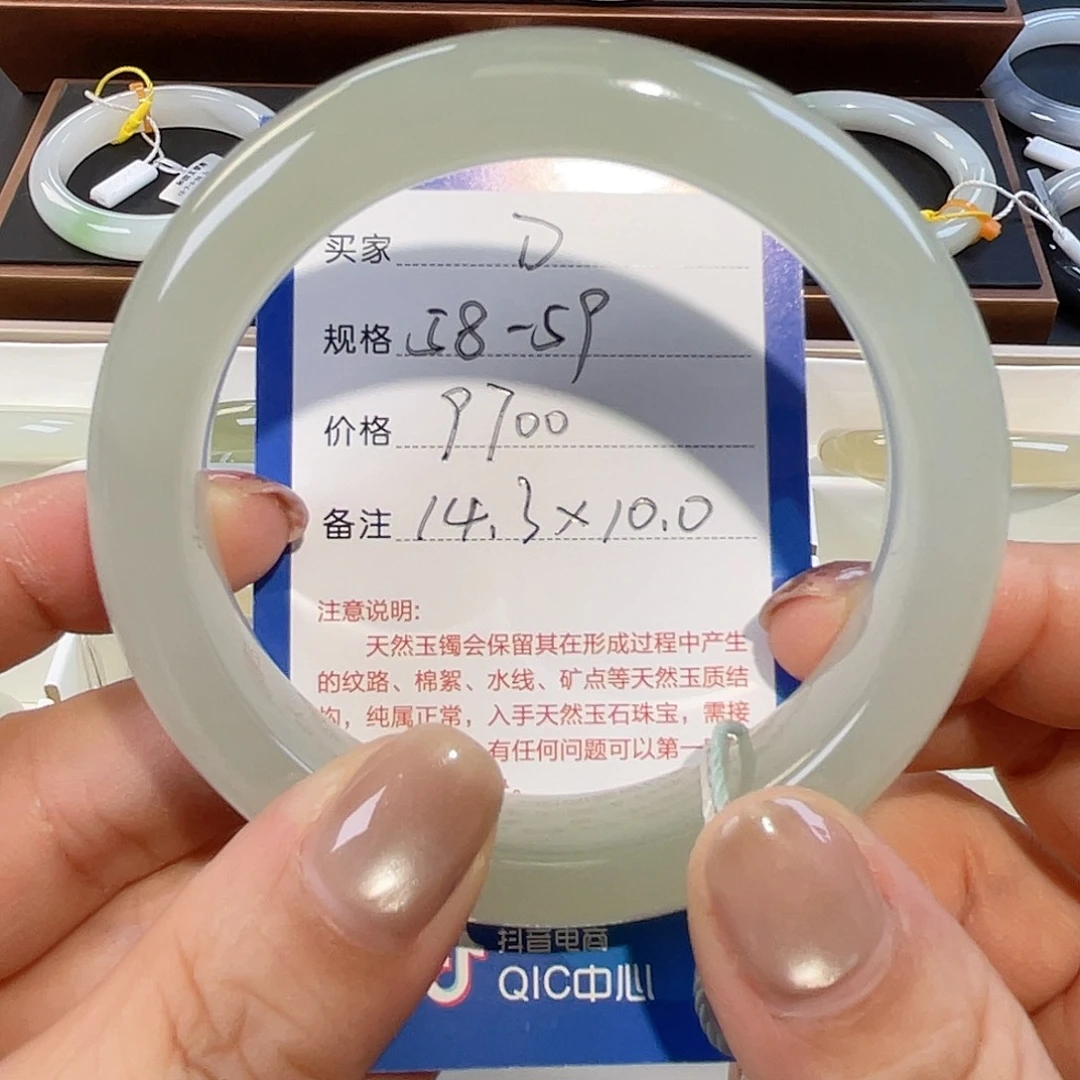 买家 D
规格 58-59
价格 9700
备注 14.3×10.0
注意说明:
天然玉镯会保留其在形成过程中产生
的纹路、棉絮、水线、矿点等天然玉质结
构，纯属正常，入手天然玉石珠宝，需接
有任何问题可以第一
抖音电商
QIC中心